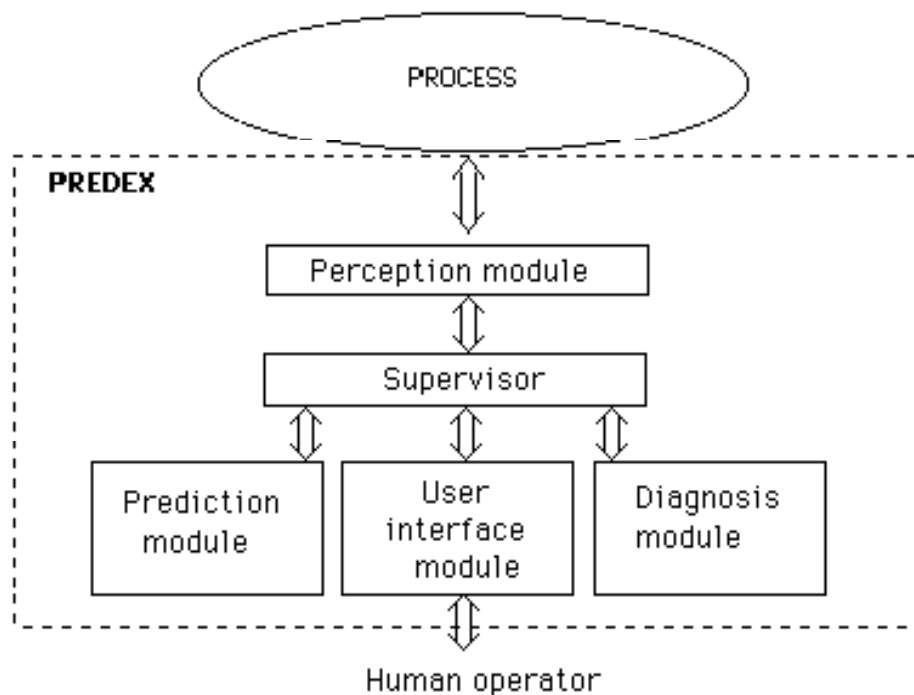 PROCESS
PREDEX
Perception module
Supervisor
Prediction
module
User
interface
module
Diagnosis
module
Human operator